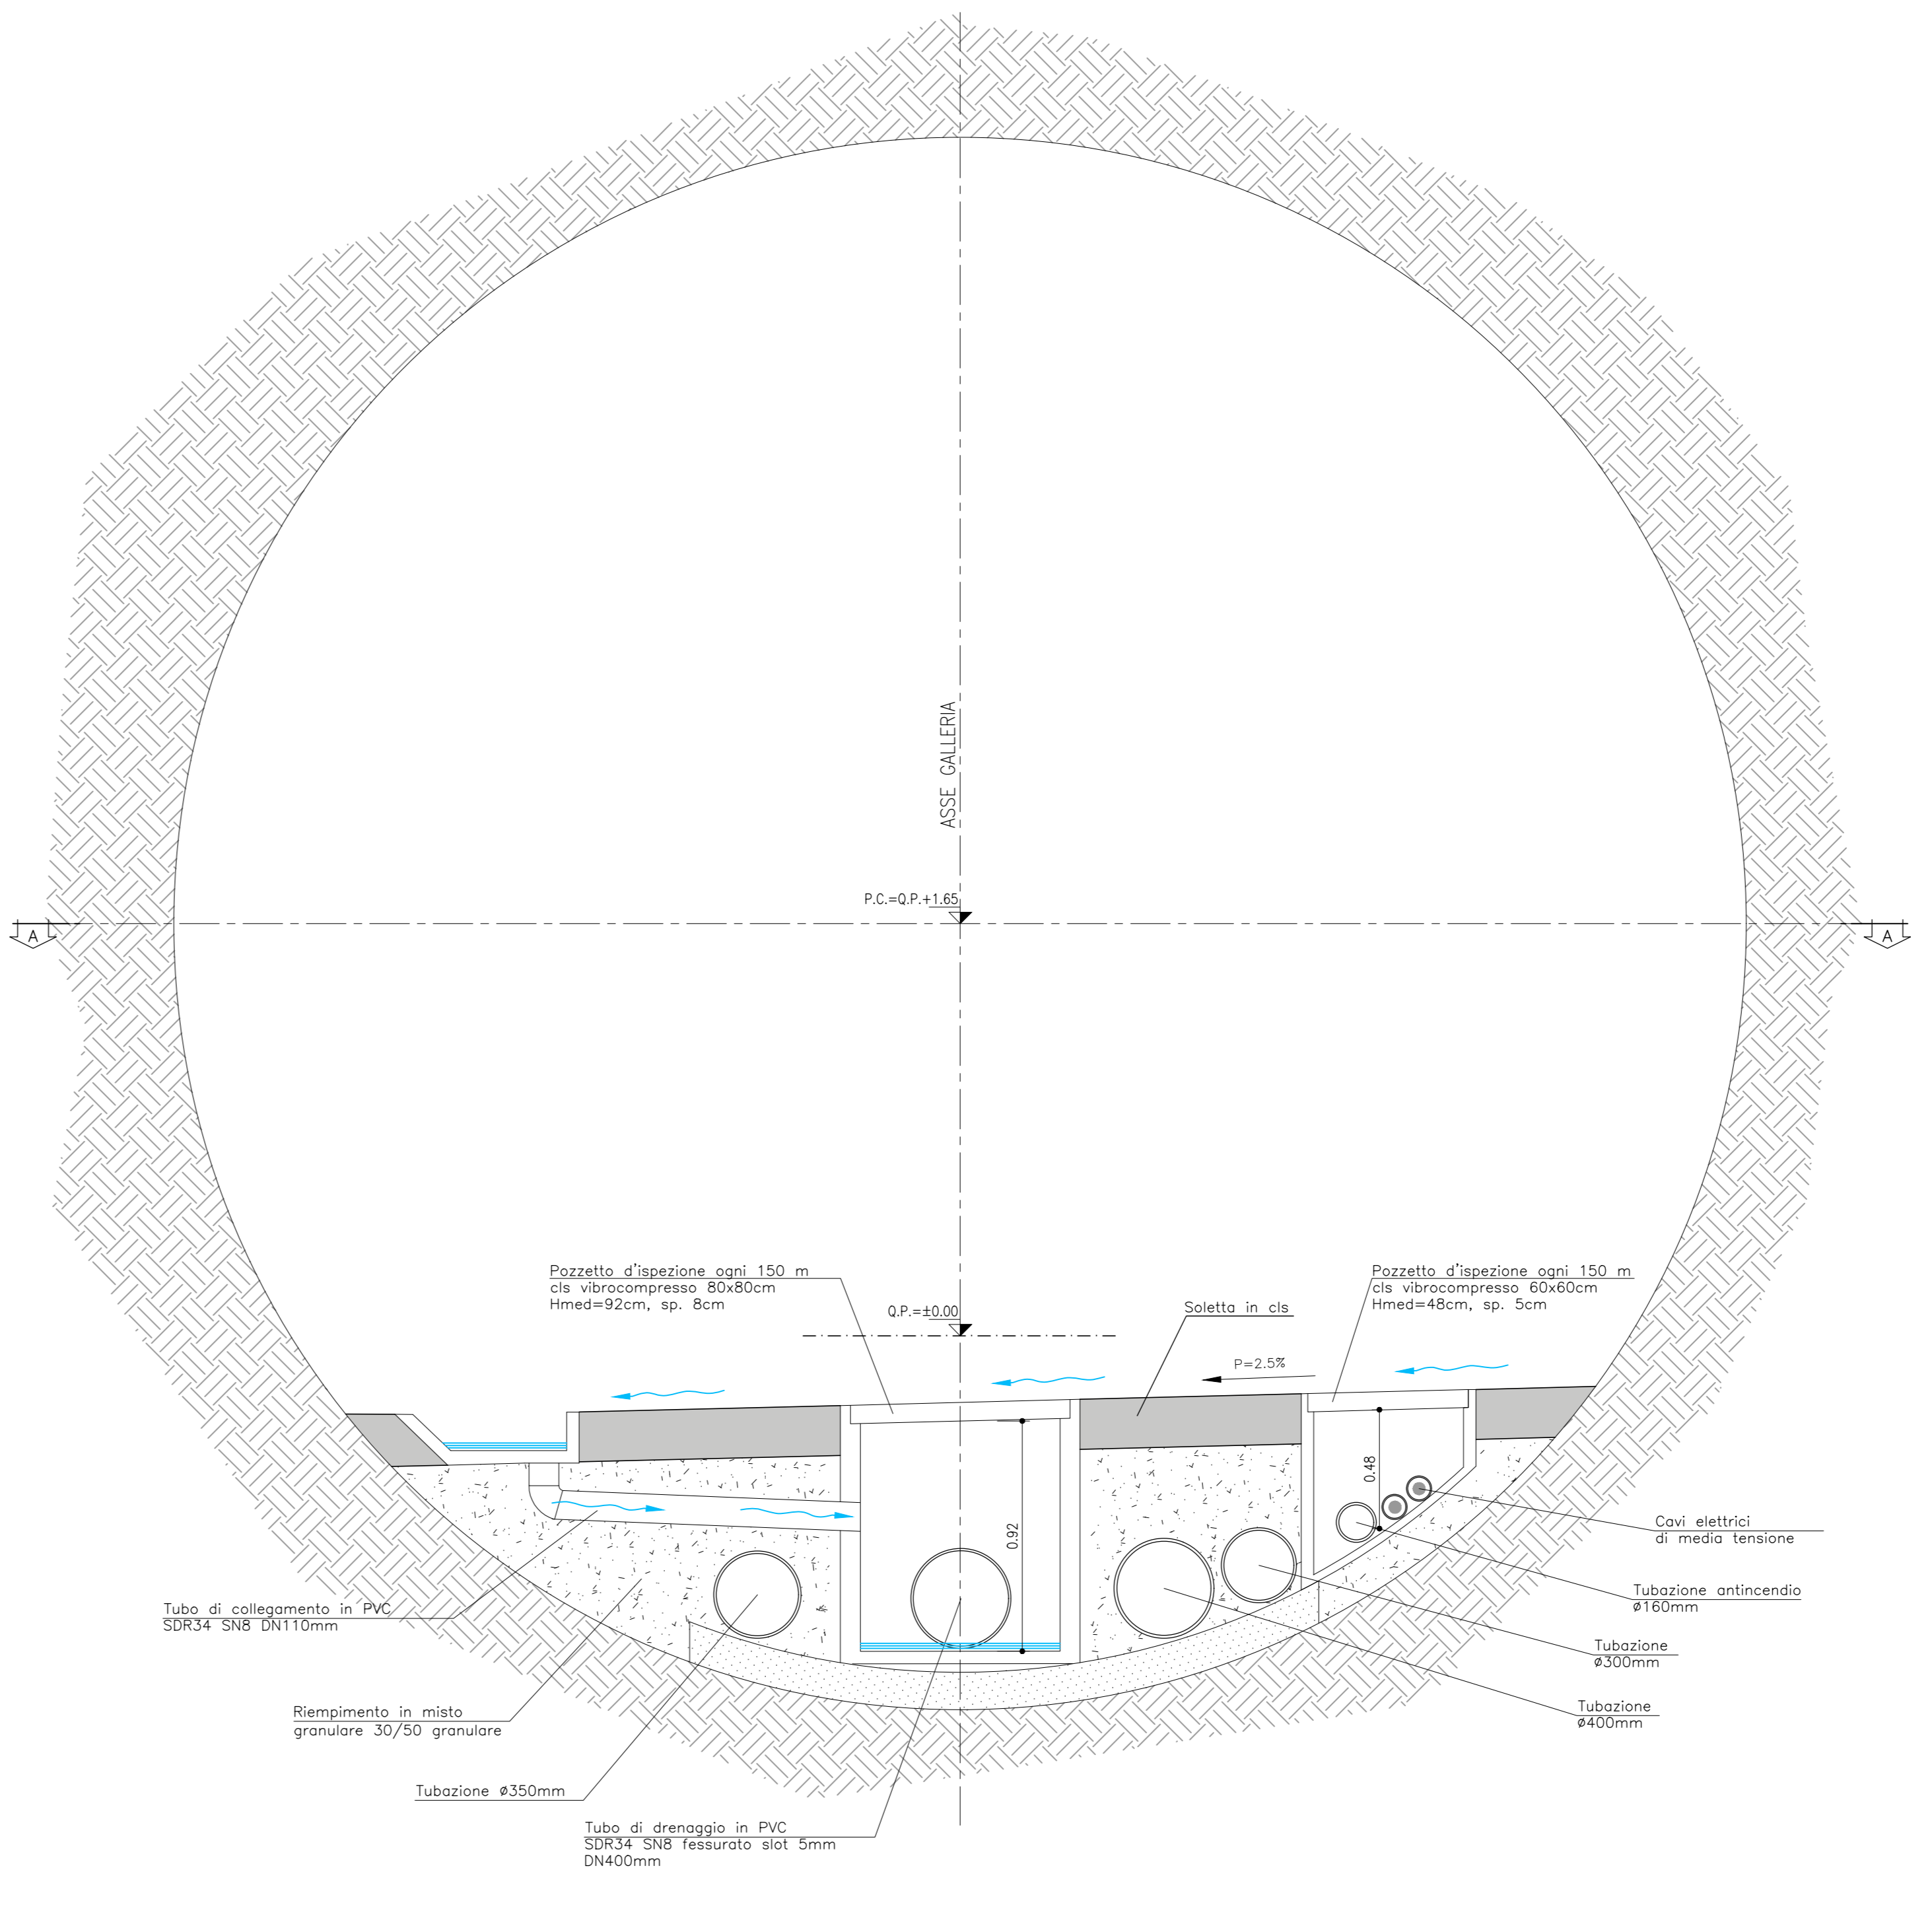 ASSE GALLERIA
P.C.=Q.P.+1.65
A
A
Pozzetto d'ispezione ogni 150 m
cls vibrocompresso 80x80cm
Hmed=92cm, sp. 8cm
Q.P.=±0.00
Soletta in cls
Pozzetto d'ispezione ogni 150 m
cls vibrocompresso 60x60cm
Hmed=48cm, sp. 5cm
P=2.5%
0.48
0.92
Cavi elettrici
di media tensione
Tubazione antincendio
ø160mm
Tubo di collegamento in PVC
SDR34 SN8 DN110mm
Tubazione
ø300mm
Riempimento in misto
granulare 30/50 granulare
Tubazione
ø400mm
Tubazione ø350mm
Tubo di drenaggio in PVC
SDR34 SN8 fessurato slot 5mm
DN400mm